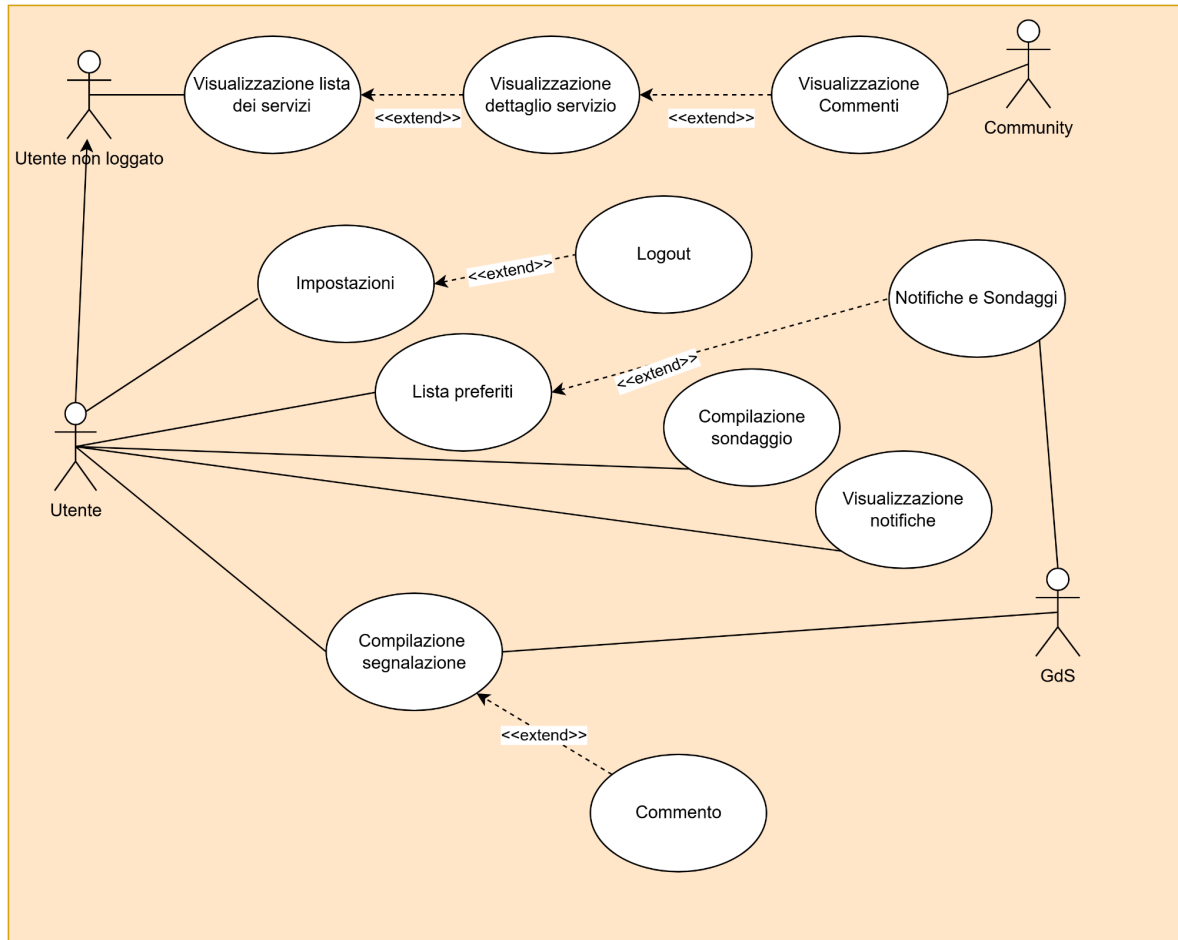 Visualizzazione lista
dei servizi
Visualizzazione
dettaglio servizio
Visualizzazione
Commenti
<<extend>>
<<extend>>
Community
Utente non loggato
Impostazioni
<<extend>>
Logout
Notifiche e Sondaggi
Lista preferiti
<<extend>>
Compilazione
sondaggio
Utente
Visualizzazione
notifiche
Compilazione
segnalazione
GdS
<<extend>>
Commento